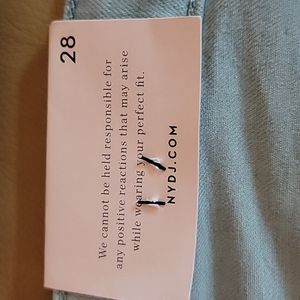 28
We cannot be held responsible for
any positive reactions that may arise
while wearing your perfect fit.
NYDJ.COM